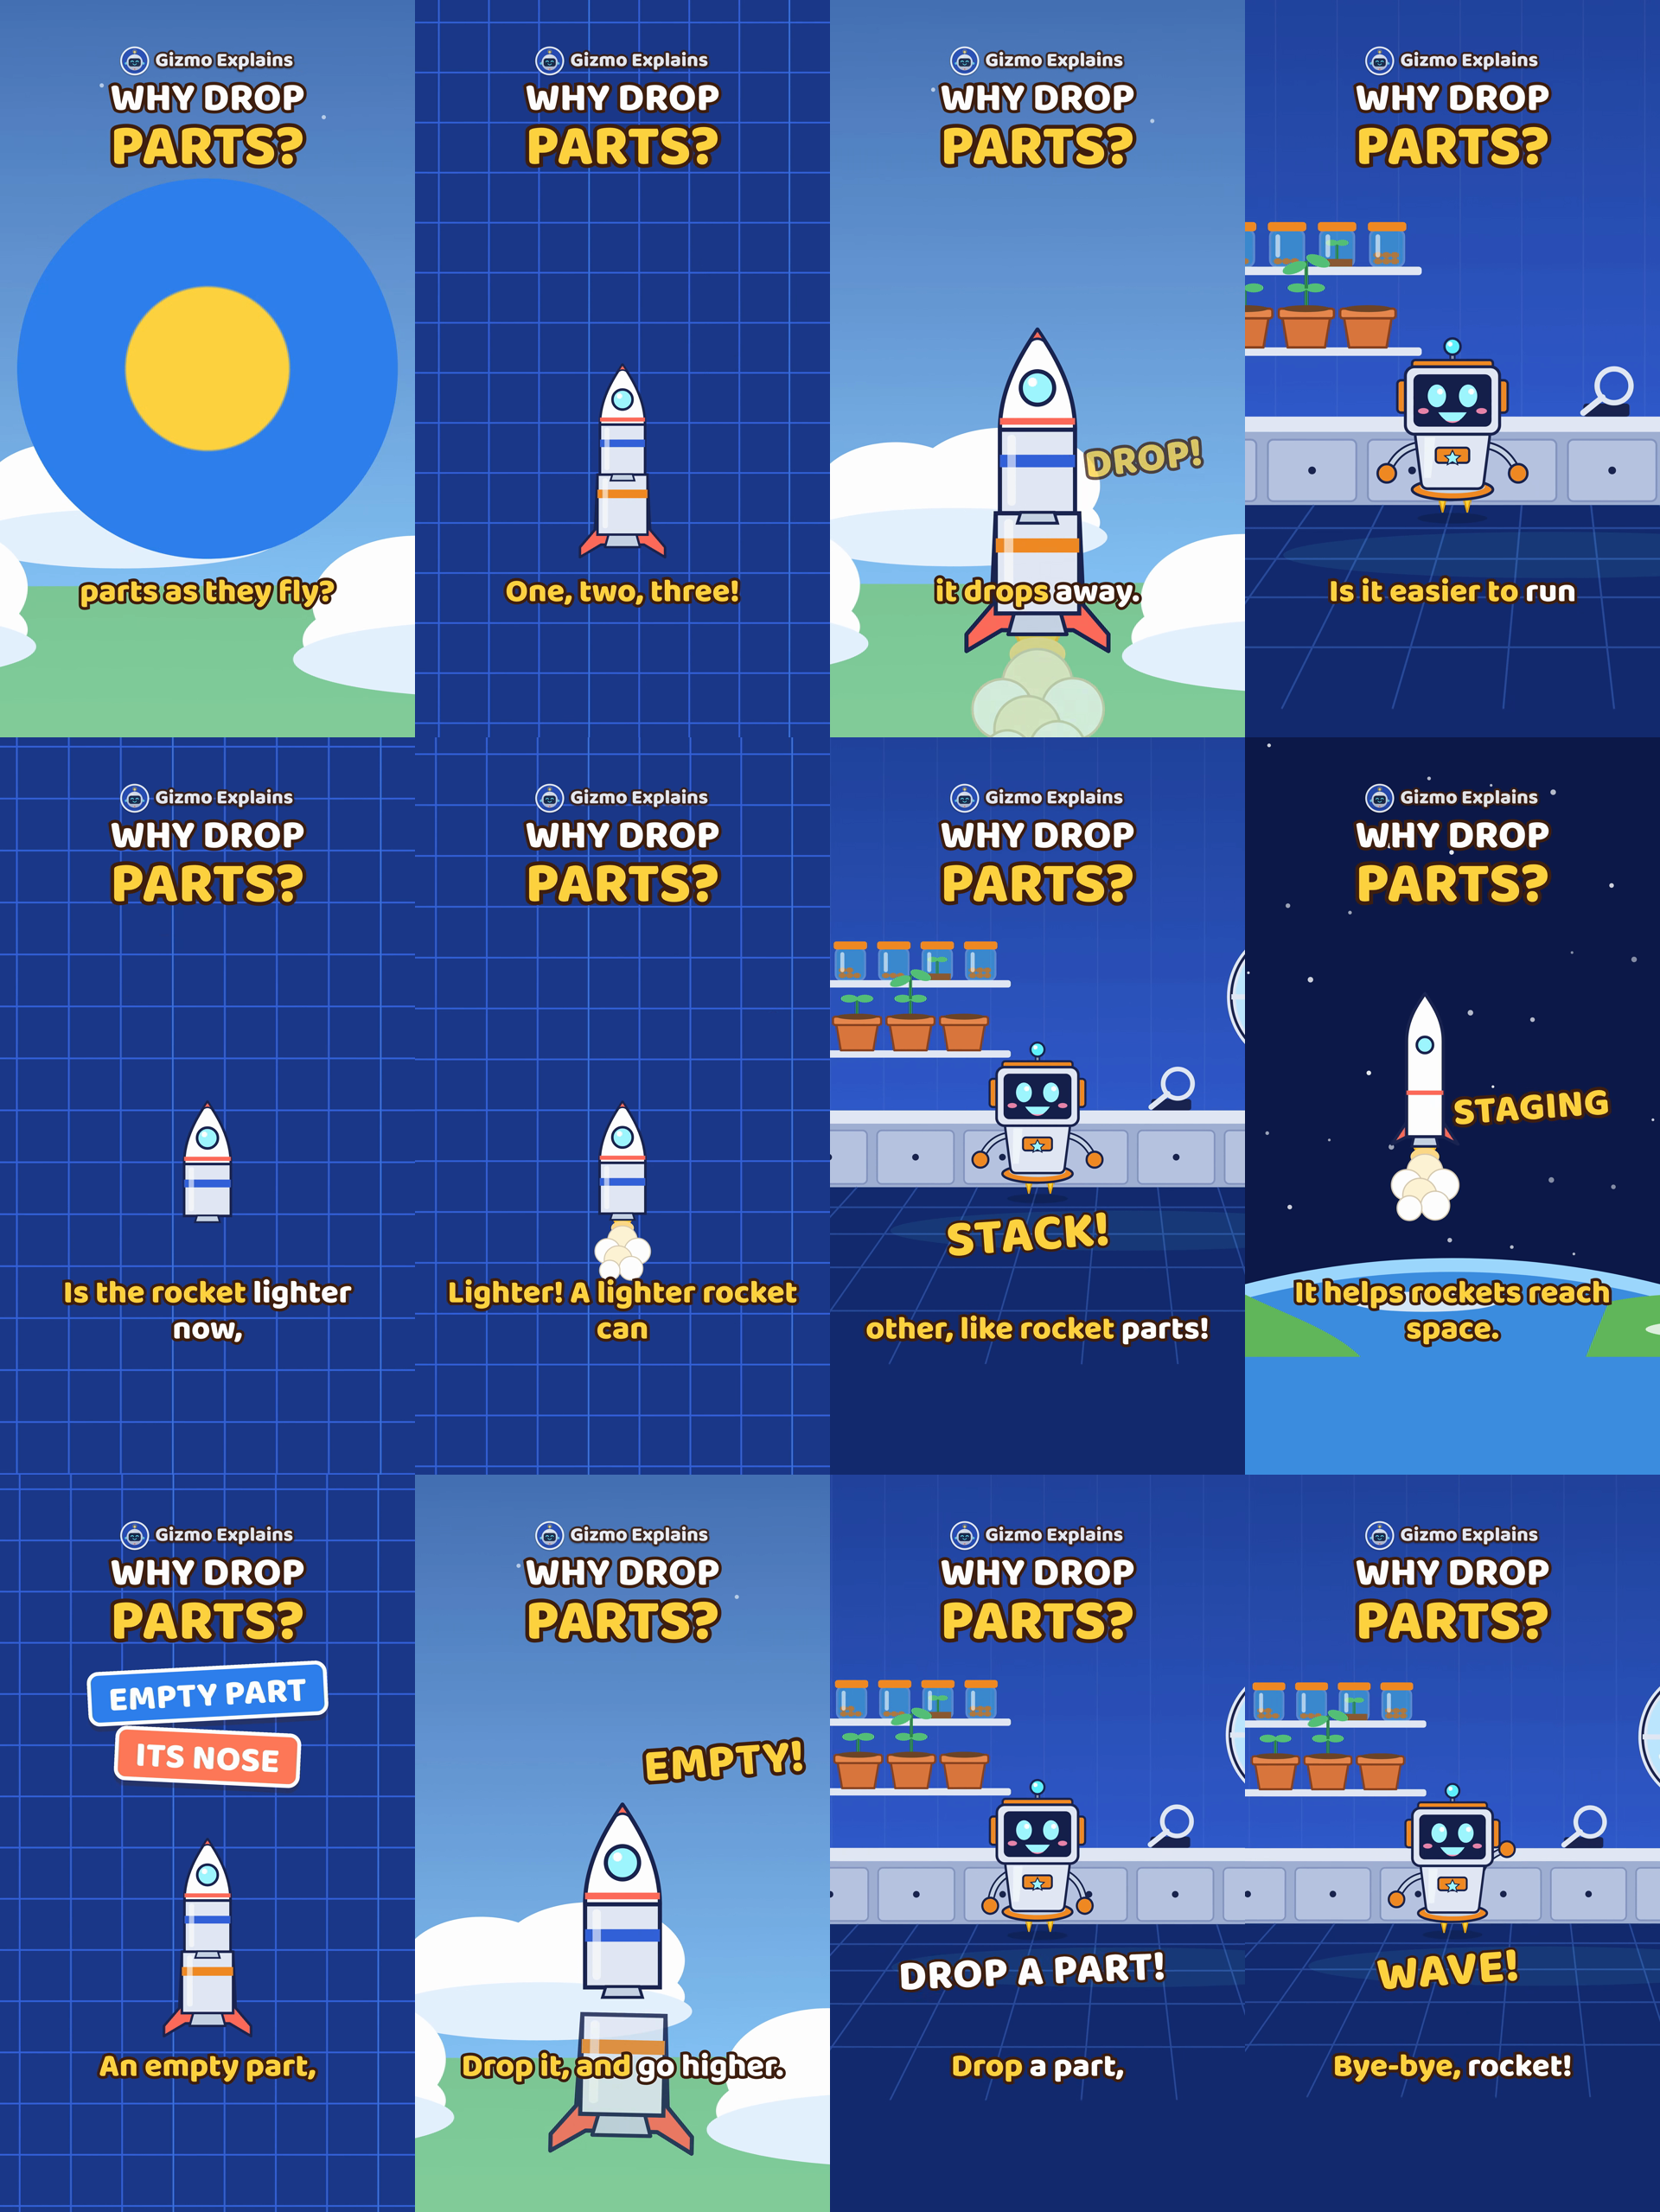 Gizmo Explains
WHY DROP
PARTS?
parts as they fly?
Gizmo Explains
WHY DROP
PARTS?
One, two, three!
Gizmo Explains
WHY DROP
PARTS?
DROP!
it drops away.
Gizmo Explains
WHY DROP
PARTS?
Is it easier to run
Gizmo Explains
WHY DROP
PARTS?
Is the rocket lighter
now,
Gizmo Explains
WHY DROP
PARTS?
Lighter! A lighter rocket
can
Gizmo Explains
WHY DROP
PARTS?
STACK!
other, like rocket parts!
Gizmo Explains
WHY DROP
PARTS?
STAGING
It helps rockets reach
space.
Gizmo Explains
WHY DROP
PARTS?
EMPTY PART
ITS NOSE
An empty part,
Gizmo Explains
WHY DROP
PARTS?
EMPTY!
Drop it, and go higher.
Gizmo Explains
WHY DROP
PARTS?
DROP A PART!
Drop a part,
Gizmo Explains
WHY DROP
PARTS?
WAVE!
Bye-bye, rocket!